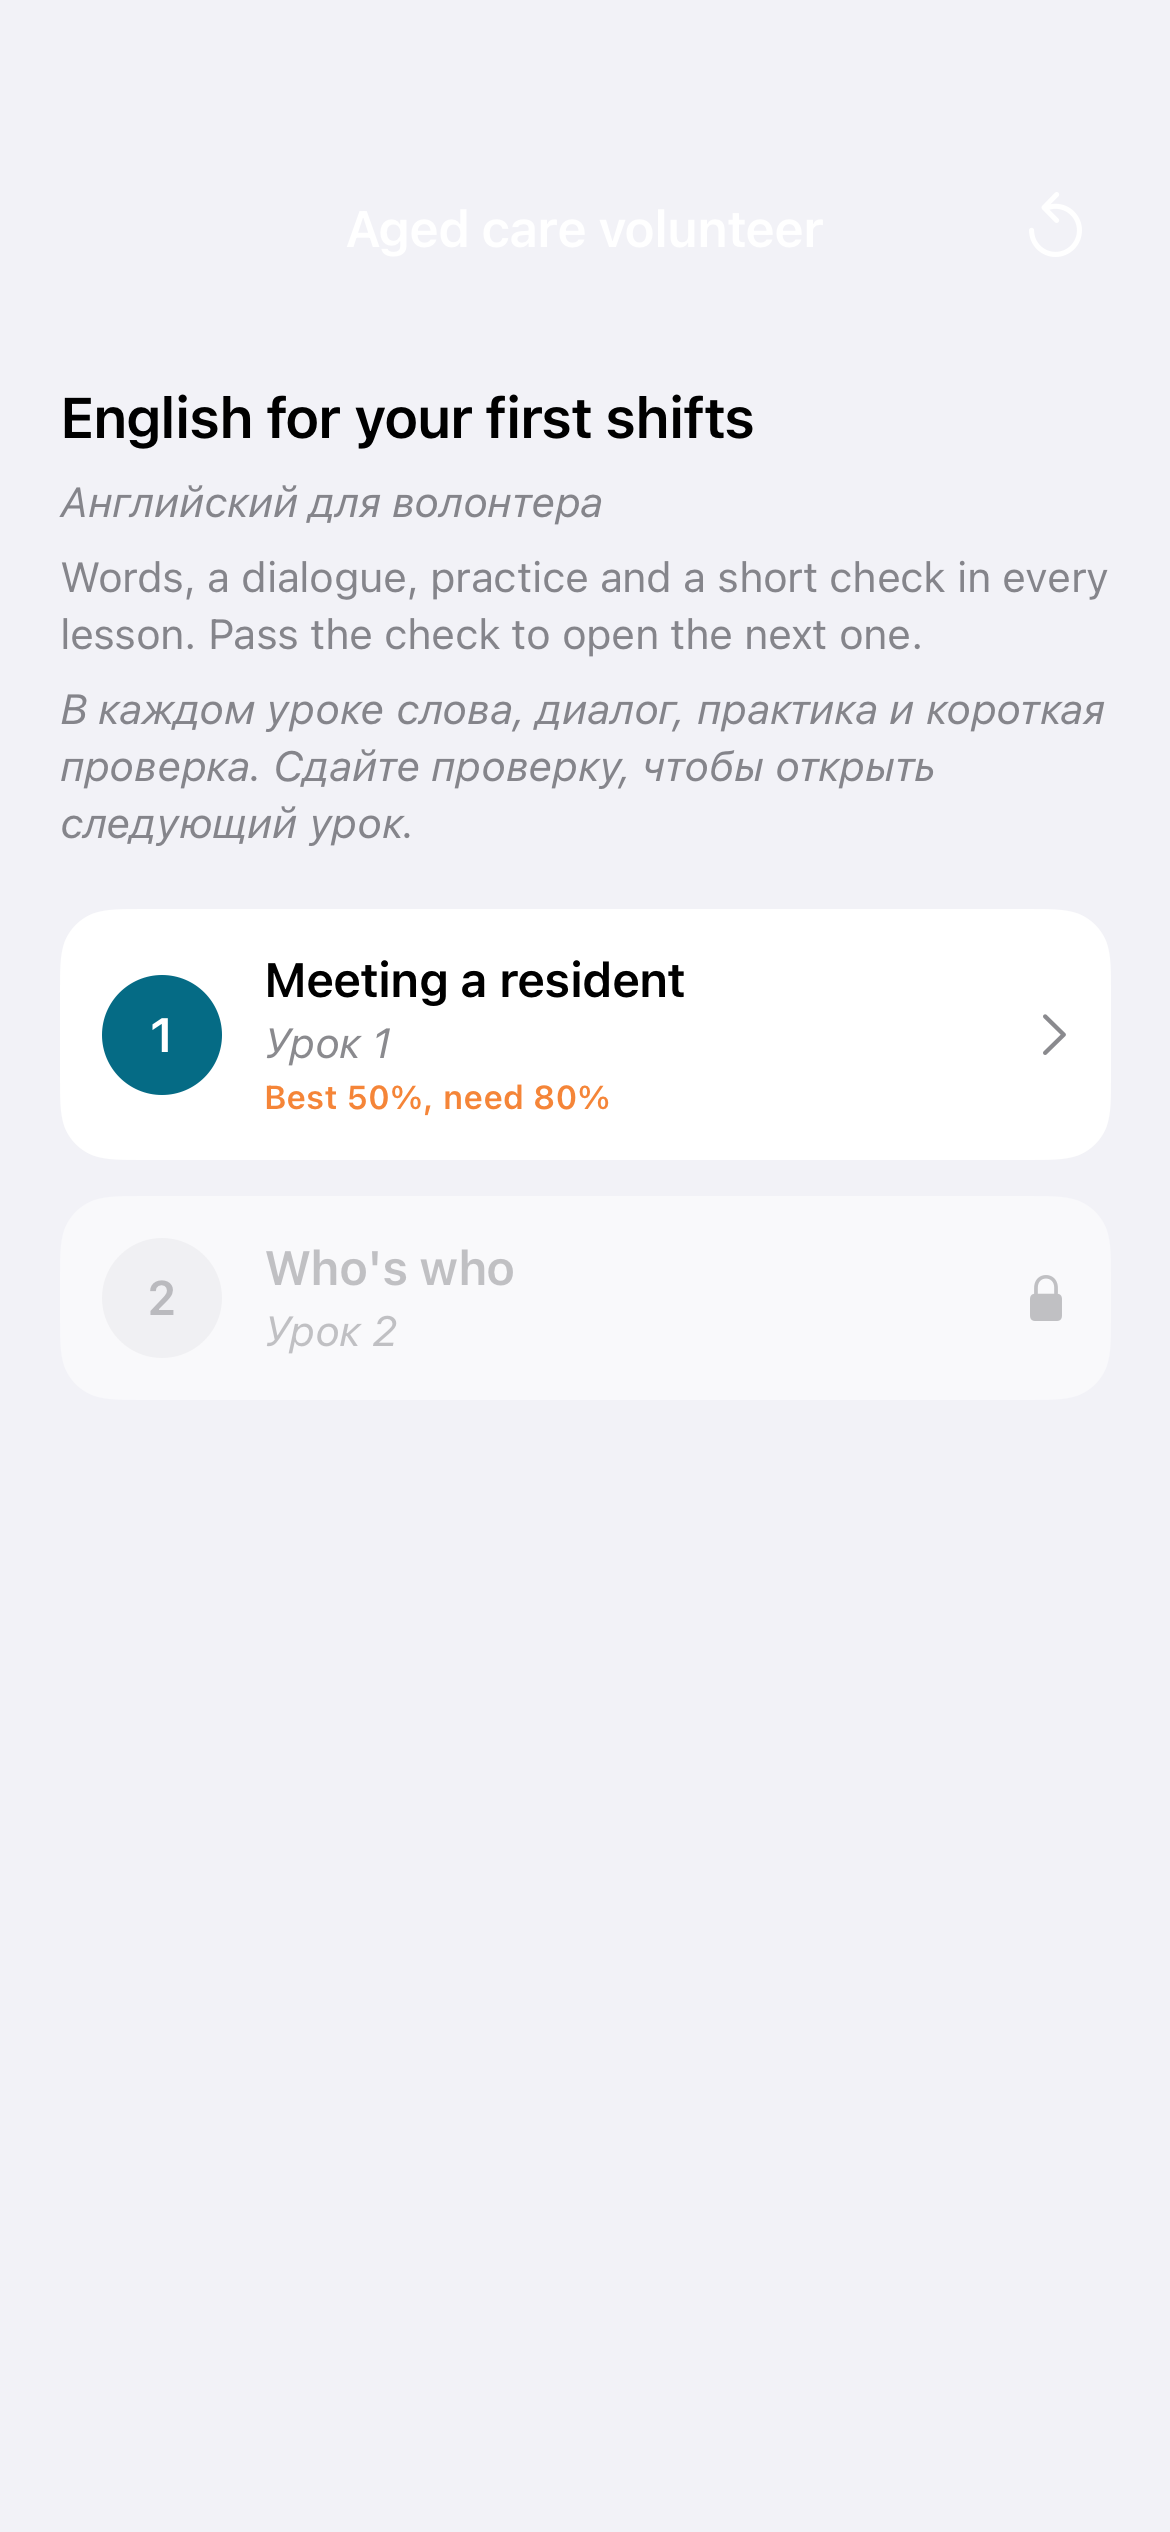 Aged care volunteer
English for your first shifts
Английский для волонтера
Words, a dialogue, practice and a short check in every
lesson. Pass the check to open the next one.
В каждом уроке слова, диалог, практика и короткая
проверка. Сдайте проверку, чтобы открыть
следующий урок.
1
Meeting a resident
Урок 1
Best 50%, need 80%
2
Who's who
Урок 2